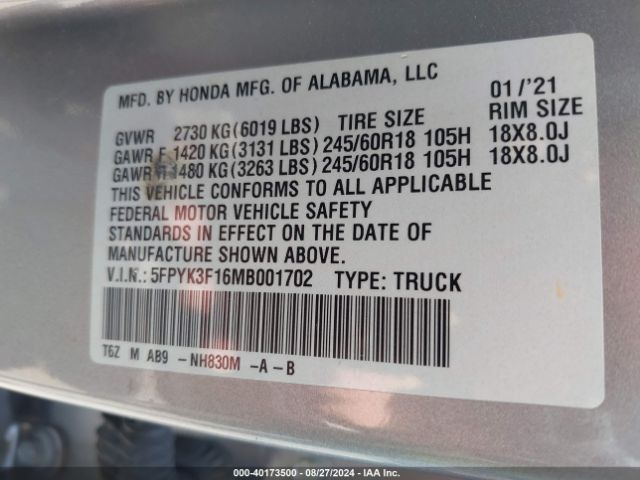 MFD. BY HONDA MFG. OF ALABAMA, LLC 01/'21
GVWR 2730 KG(6019 LBS) TIRE SIZE RIM SIZE
GAWR F 1420 KG(3131 LBS) 245/60R18 105H 18X8.0J
GAWR R 1480 KG(3263 LBS) 245/60R18 105H 18X8.0J
THIS VEHICLE CONFORMS TO ALL APPLICABLE
FEDERAL MOTOR VEHICLE SAFETY
STANDARDS IN EFFECT ON THE DATE OF
MANUFACTURE SHOWN ABOVE.
V.I.N.: 5FPYK3F16MB001702 TYPE: TRUCK
T6Z M AB9 -NH830M -A-B
000-40173500 - 08/27/2024 - IAA Inc.